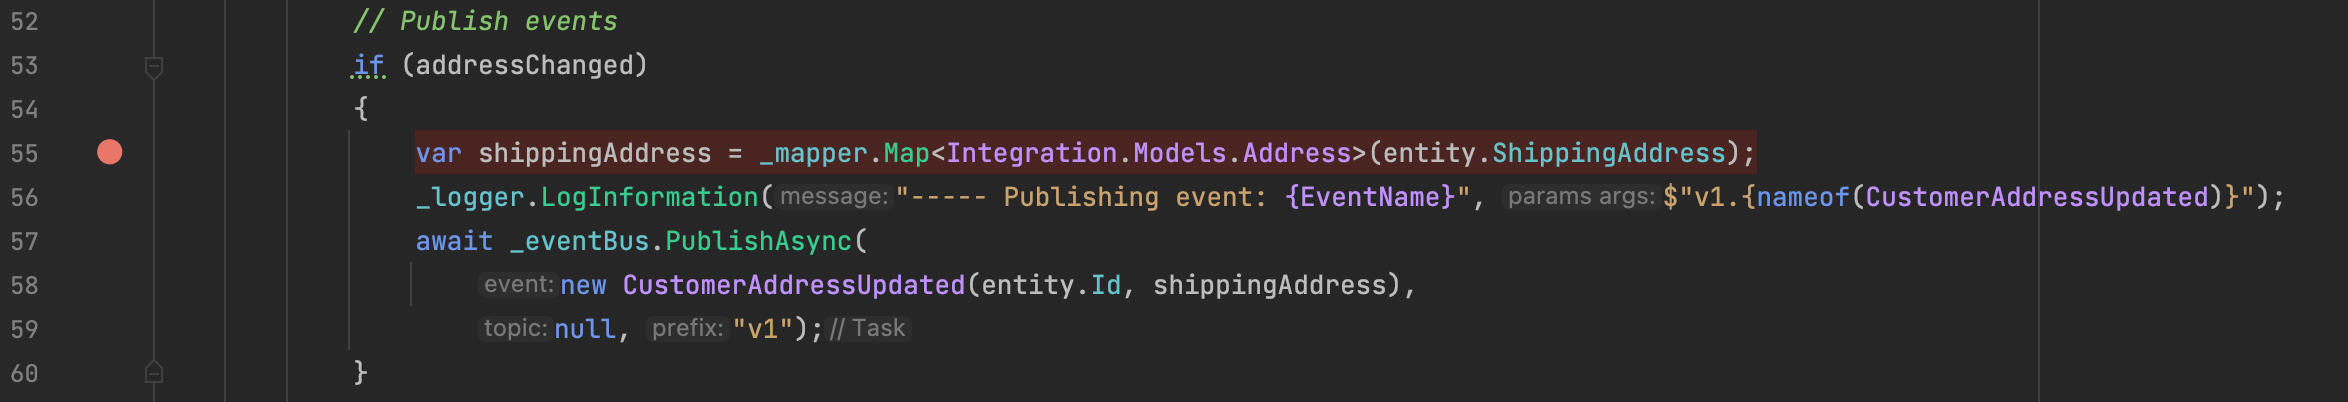 52 // Publish events
53 if (addressChanged)
54 {
55 var shippingAddress = _mapper.Map<Integration.Models.Address>(entity.ShippingAddress);
56 _logger.LogInformation( message: "----- Publishing event: {EventName}", params args: $"v1.{nameof(CustomerAddressUpdated)}");
57 await _eventBus.PublishAsync(
58 event: new CustomerAddressUpdated(entity.Id, shippingAddress),
59 topic: null, prefix: "v1"); // Task
60 }